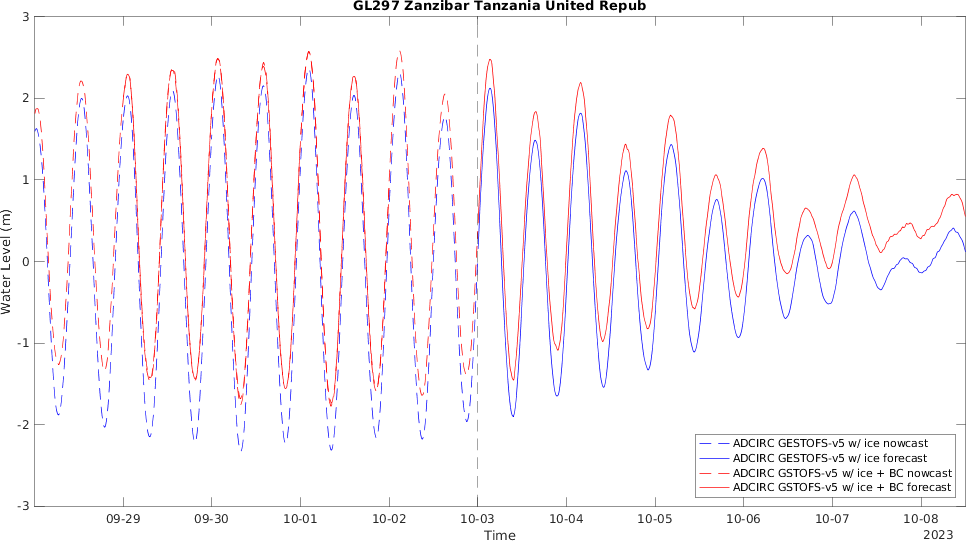 GL297 Zanzibar Tanzania United Repub
3
2
1
0
-1
-2
-3
Water Level (m)
ADCIRC GESTOFS-v5 w/ ice nowcast
ADCIRC GESTOFS-v5 w/ ice forecast
ADCIRC GSTOFS-v5 w/ ice + BC nowcast
ADCIRC GSTOFS-v5 w/ ice + BC forecast
09-29 09-30 10-01 10-02 10-03 10-04 10-05 10-06 10-07 10-08
Time
2023